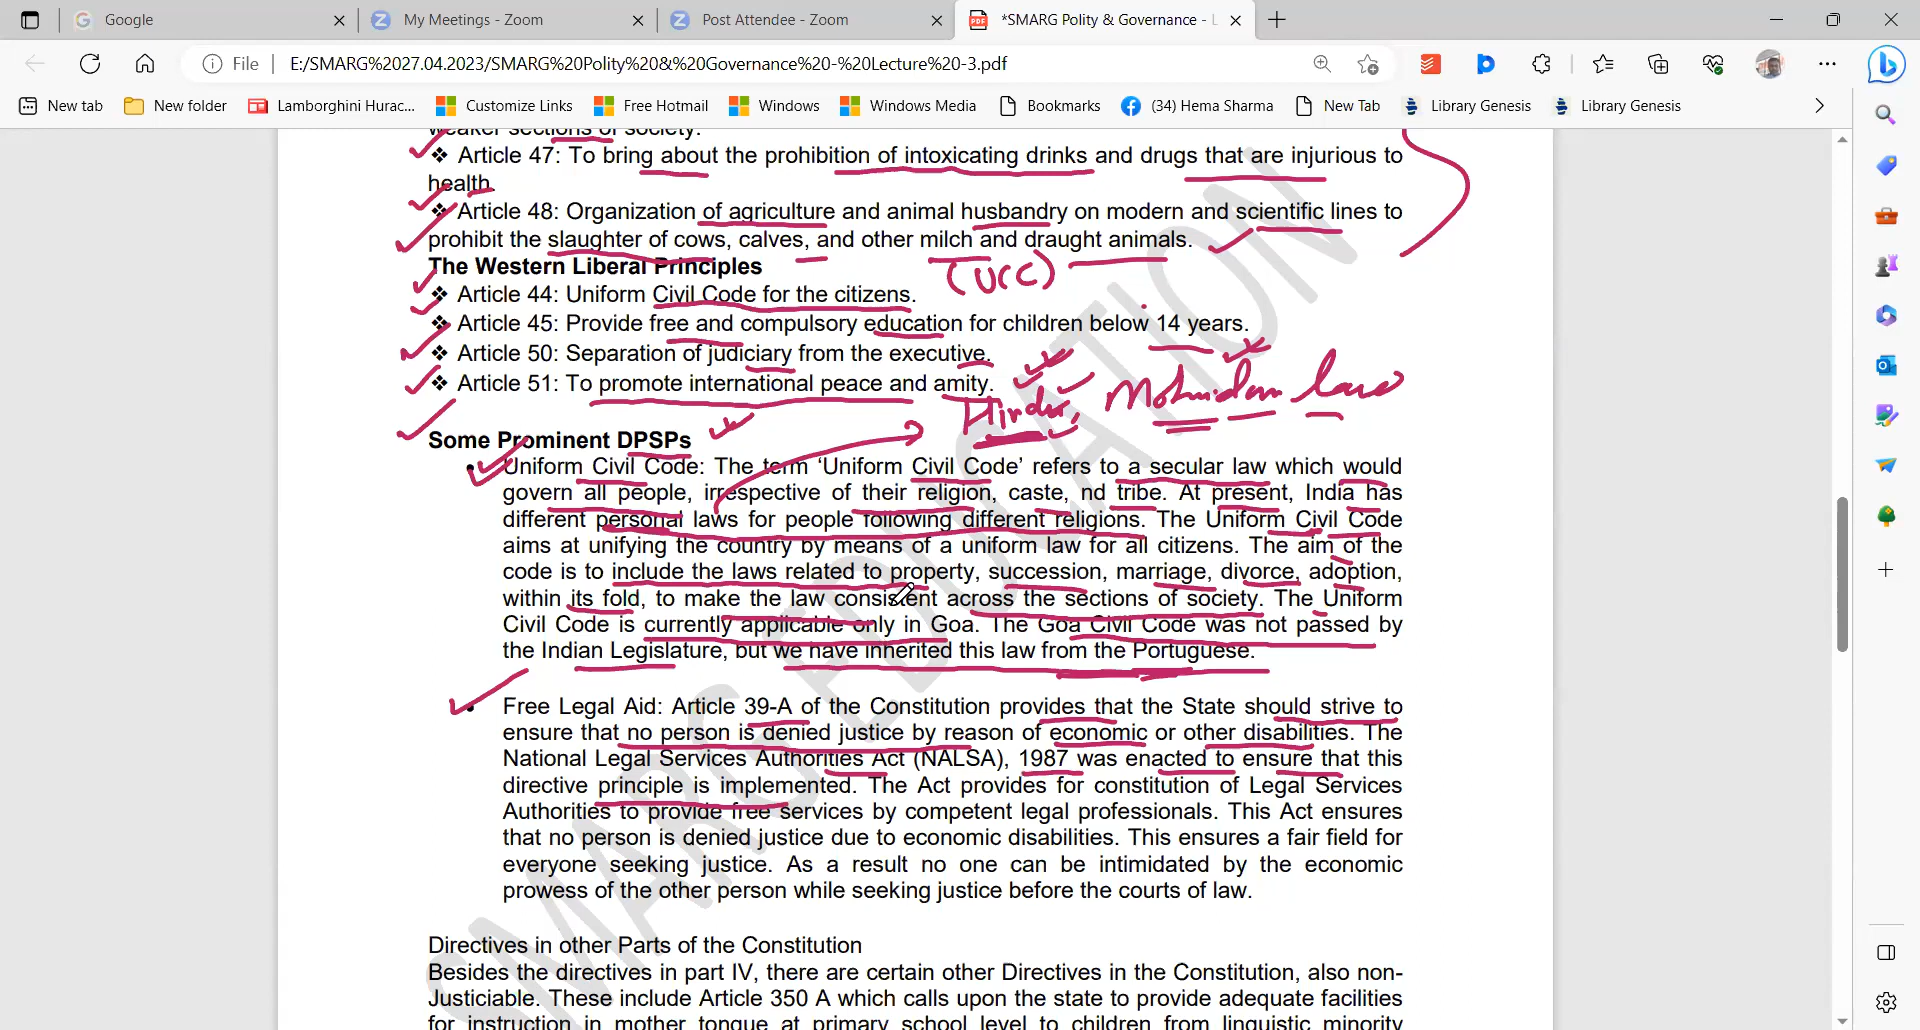 Google
My Meetings - Zoom
Post Attendee - Zoom
*SMARG Polity & Governance - L
File
E:/SMARG%2027.04.2023/SMARG%20Polity%20&%20Governance%20-%20Lecture%20-3.pdf
New tab
New folder
Lamborghini Hurac...
Customize Links
Free Hotmail
Windows
Windows Media
Bookmarks
(34) Hema Sharma
New Tab
Library Genesis
Library Genesis
weaker sections of society.
❖ Article 47: To bring about the prohibition of intoxicating drinks and drugs that are injurious to
health.
❖ Article 48: Organization of agriculture and animal husbandry on modern and scientific lines to
prohibit the slaughter of cows, calves, and other milch and draught animals.
The Western Liberal Principles
(UCC)
❖ Article 44: Uniform Civil Code for the citizens.
❖ Article 45: Provide free and compulsory education for children below 14 years.
❖ Article 50: Separation of judiciary from the executive.
❖ Article 51: To promote international peace and amity.
Hindu, law
Some Prominent DPSPs
• Uniform Civil Code: The term ‘Uniform Civil Code’ refers to a secular law which would
govern all people, irrespective of their religion, caste, nd tribe. At present, India has
different personal laws for people following different religions. The Uniform Civil Code
aims at unifying the country by means of a uniform law for all citizens. The aim of the
code is to include the laws related to property, succession, marriage, divorce, adoption,
within its fold, to make the law consistent across the sections of society. The Uniform
Civil Code is currently applicable only in Goa. The Goa Civil Code was not passed by
the Indian Legislature, but we have inherited this law from the Portuguese.
• Free Legal Aid: Article 39-A of the Constitution provides that the State should strive to
ensure that no person is denied justice by reason of economic or other disabilities. The
National Legal Services Authorities Act (NALSA), 1987 was enacted to ensure that this
directive principle is implemented. The Act provides for constitution of Legal Services
Authorities to provide free services by competent legal professionals. This Act ensures
that no person is denied justice due to economic disabilities. This ensures a fair field for
everyone seeking justice. As a result no one can be intimidated by the economic
prowess of the other person while seeking justice before the courts of law.
Directives in other Parts of the Constitution
Besides the directives in part IV, there are certain other Directives in the Constitution, also non-
Justiciable. These include Article 350 A which calls upon the state to provide adequate facilities
for instruction in mother tongue at primary school level to children from linguistic minority
SMARG EDUCATION